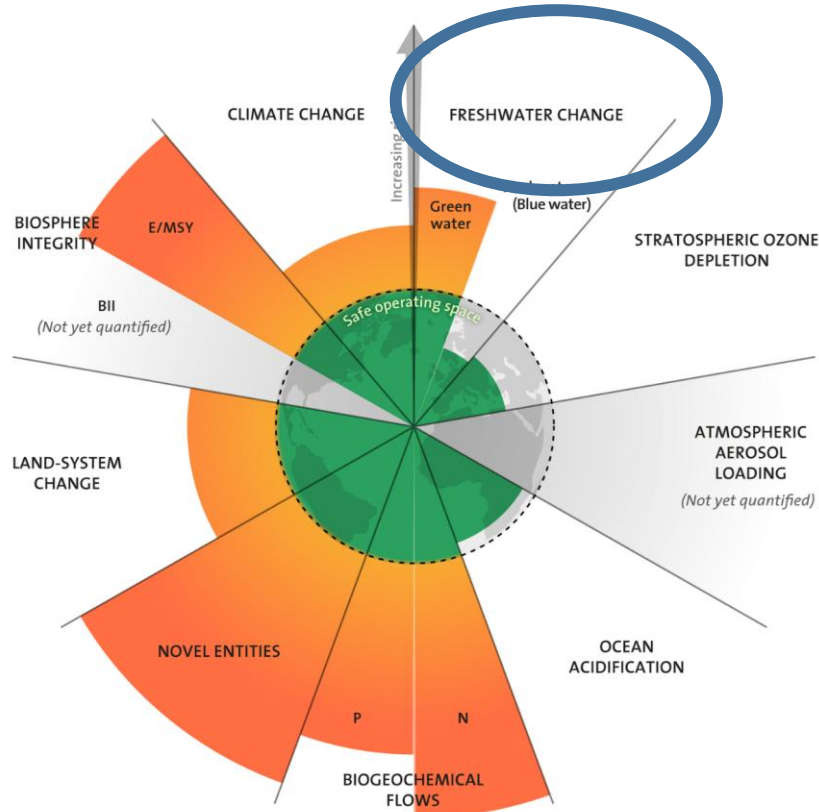 CLIMATE CHANGE
FRESHWATER CHANGE
Increasing
Green
water
(Blue water)
BIOSPHERE
INTEGRITY
E/MSY
BII
(Not yet quantified)
STRATOSPHERIC OZONE
DEPLETION
Safe operating space
LAND-SYSTEM
CHANGE
ATMOSPHERIC
AEROSOL
LOADING
(Not yet quantified)
NOVEL ENTITIES
OCEAN
ACIDIFICATION
P
N
BIOGEOCHEMICAL
FLOWS